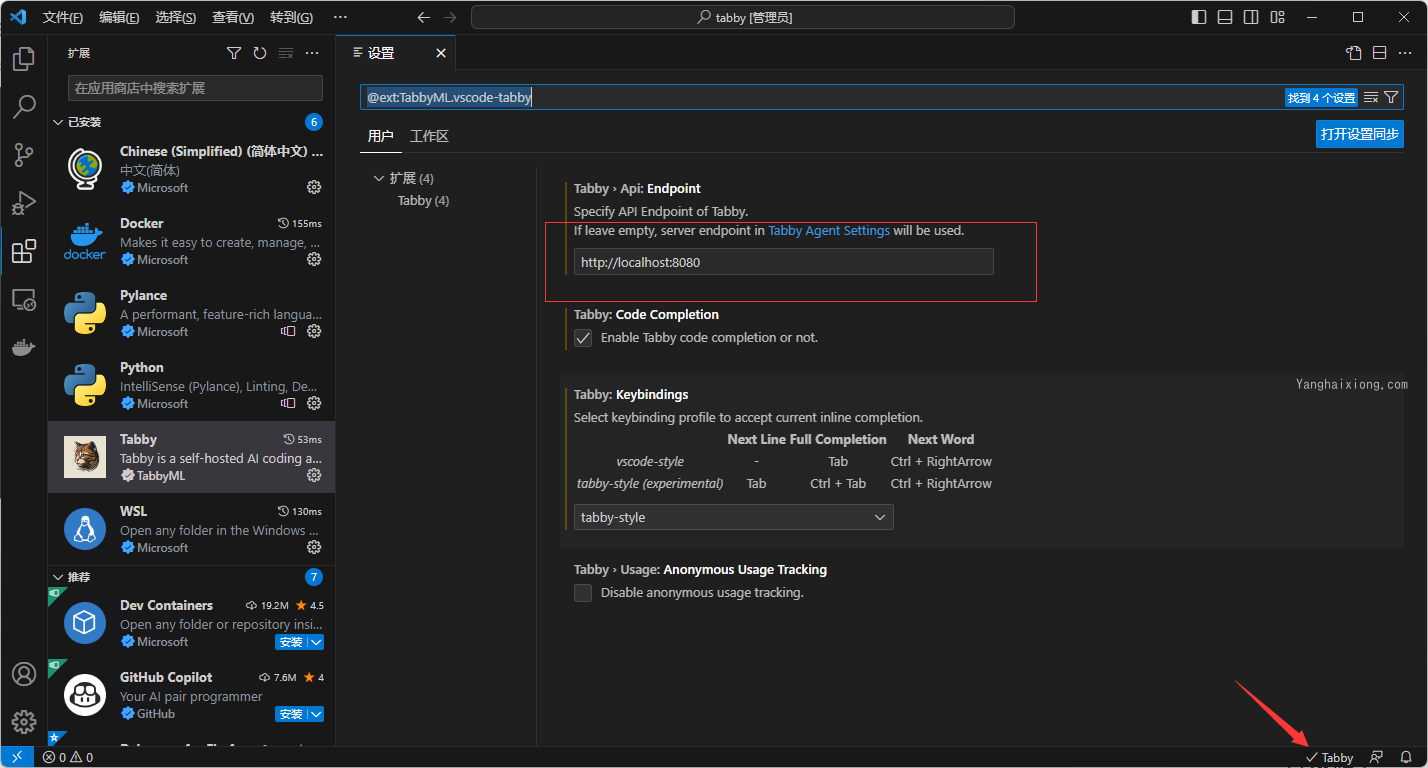 文件(F) 编辑(E) 选择(S) 查看(V) 转到(G) ··· tabby [管理员]
扩展
在应用商店中搜索扩展
已安装 6
Chinese (Simplified) (简体中文) ...
中文(简体)
Microsoft
Docker 155ms
Makes it easy to create, manage, ...
docker
Microsoft
Pylance
A performant, feature-rich langua...
Microsoft
Python
IntelliSense (Pylance), Linting, De...
Microsoft
Tabby 53ms
Tabby is a self-hosted AI coding a...
TabbyML
WSL 130ms
Open any folder in the Windows ...
Microsoft
推荐 7
Dev Containers 19.2M 4.5
Open any folder or repository insi...
Microsoft 安装
GitHub Copilot 7.6M 4
Your AI pair programmer
GitHub 安装
设置
@ext:TabbyML.vscode-tabby 找到 4 个设置
用户 工作区 打开设置同步
扩展 (4)
Tabby (4)
Tabby › Api: Endpoint
Specify API Endpoint of Tabby.
If leave empty, server endpoint in Tabby Agent Settings will be used.
http://localhost:8080
Tabby: Code Completion
Enable Tabby code completion or not.
Yanghaixiong.com
Tabby: Keybindings
Select keybinding profile to accept current inline completion.
Next Line Full Completion Next Word
vscode-style - Tab Ctrl + RightArrow
tabby-style (experimental) Tab Ctrl + Tab Ctrl + RightArrow
tabby-style
Tabby › Usage: Anonymous Usage Tracking
Disable anonymous usage tracking.
0 0 Tabby